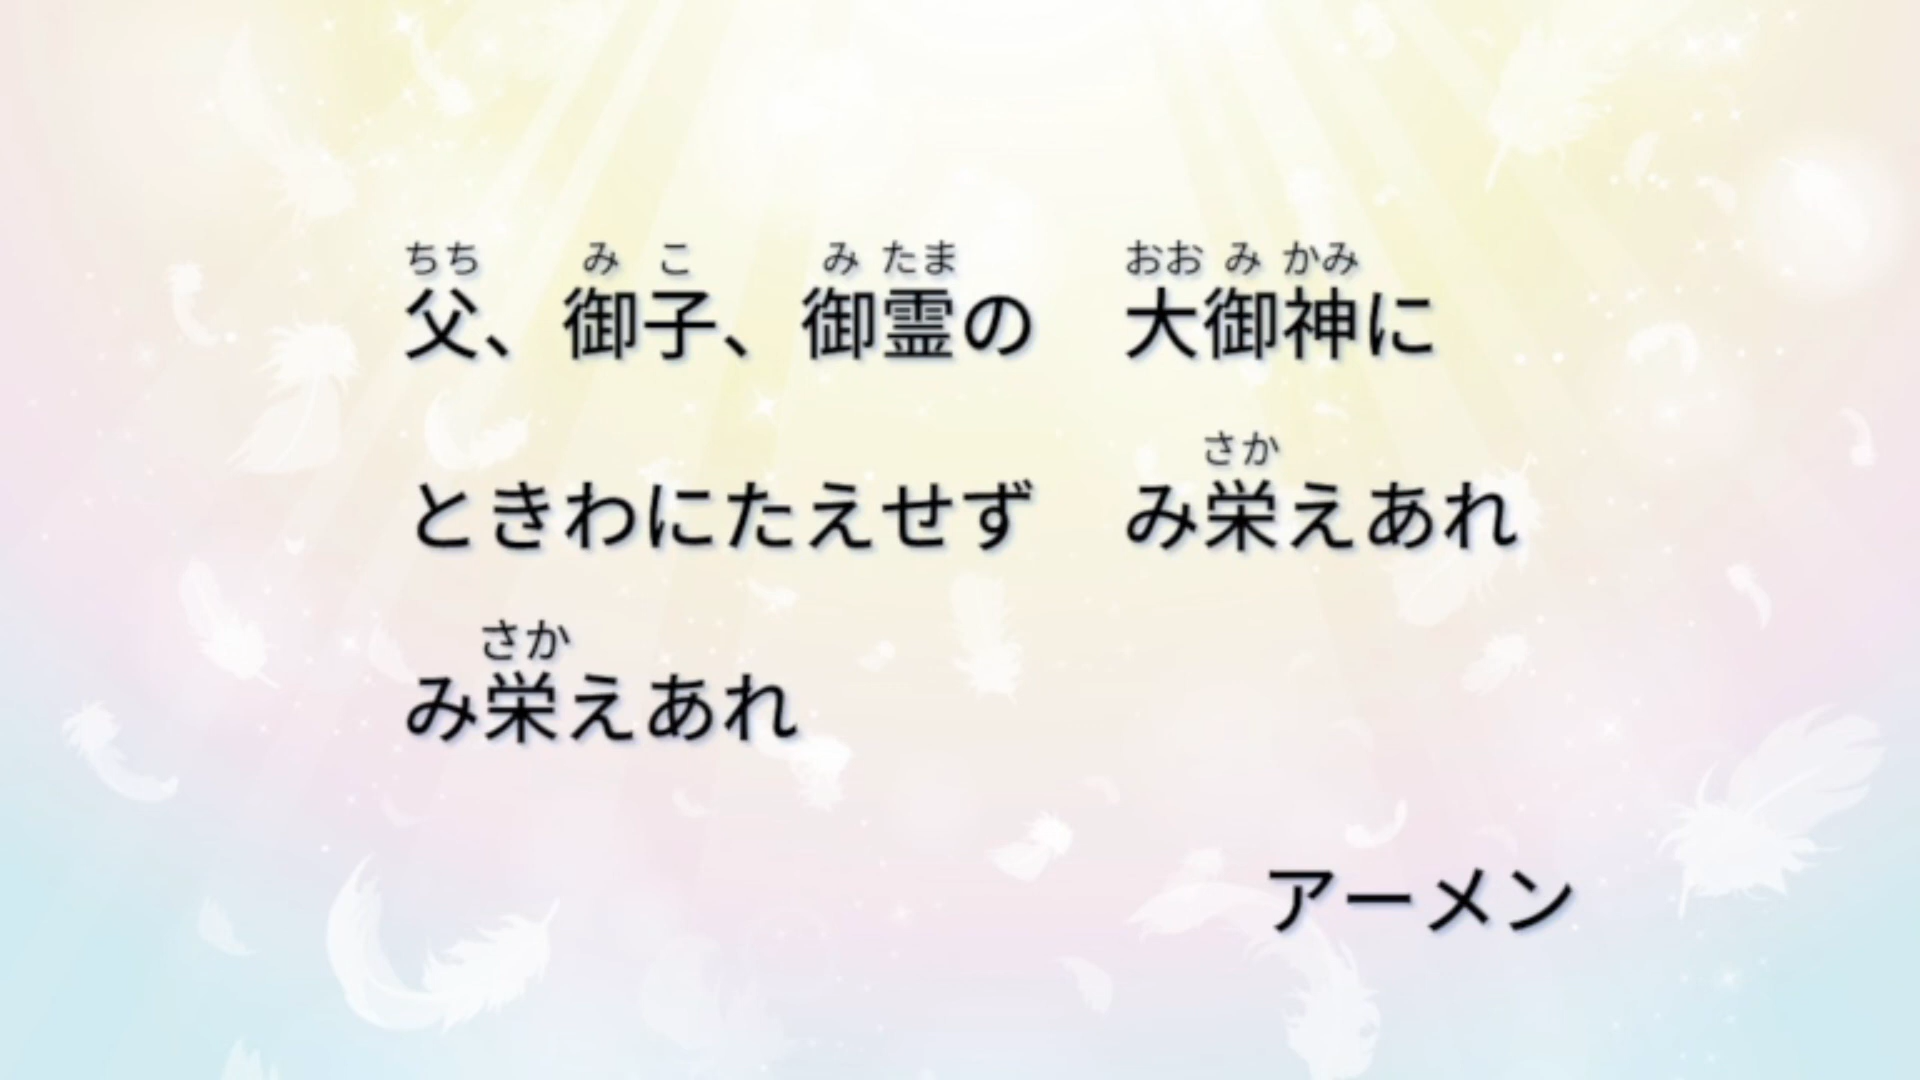 ちち み こ み たま おお み かみ
父、御子、御霊の　大御神に
さか
ときわにたえせず　み栄えあれ
さか
み栄えあれ
アーメン